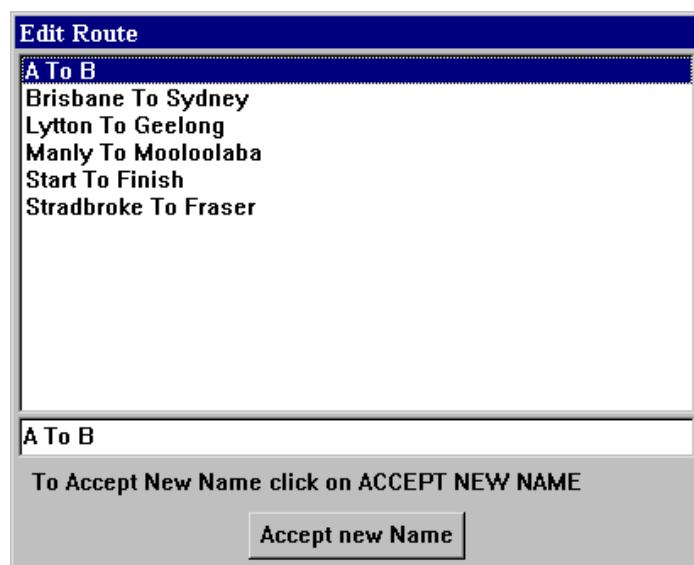 Edit Route
A To B
Brisbane To Sydney
Lytton To Geelong
Manly To Mooloolaba
Start To Finish
Stradbroke To Fraser
A To B
To Accept New Name click on ACCEPT NEW NAME
Accept new Name